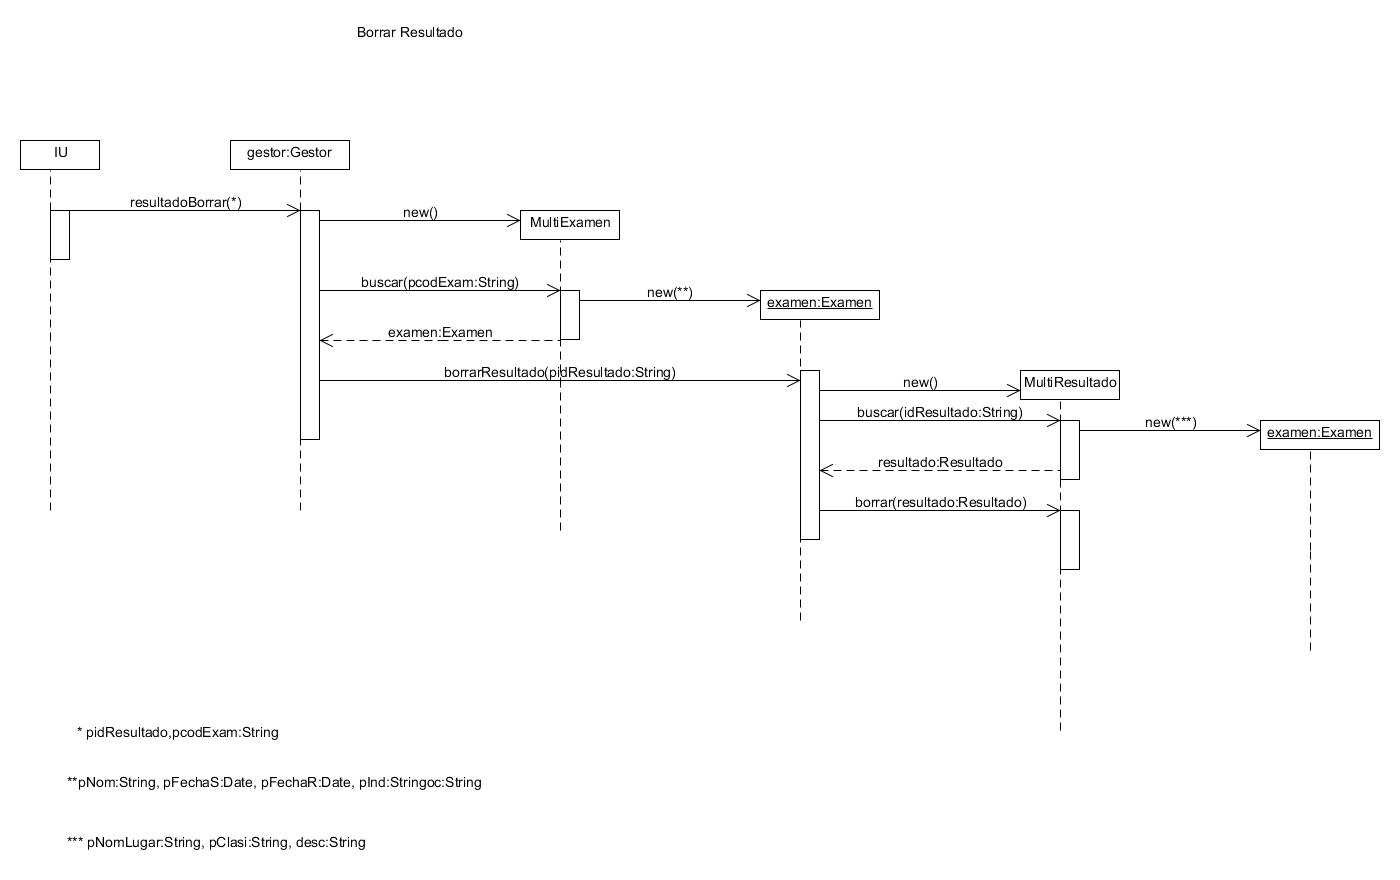 Borrar Resultado
IU
gestor:Gestor
resultadoBorrar(*)
new()
MultiExamen
buscar(pcodExam:String)
new(**)
examen:Examen
examen:Examen
borrarResultado(pidResultado:String)
new()
MultiResultado
buscar(idResultado:String)
new(***)
examen:Examen
resultado:Resultado
borrar(resultado:Resultado)
* pidResultado,pcodExam:String
**pNom:String, pFechaS:Date, pFechaR:Date, pInd:Stringoc:String
*** pNomLugar:String, pClasi:String, desc:String